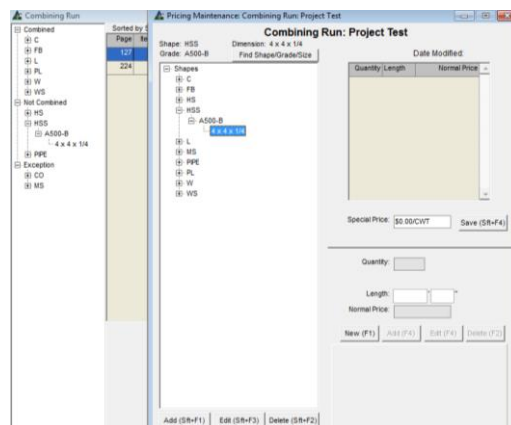 Combining Run
Combined
C
FB
L
PL
W
WS
Not Combined
HS
HSS
A500-B
4 x 4 x 1/4
PIPE
Exception
CO
MS
Sorted by S
Page
127
224
Pricing Maintenance: Combining Run: Project Test
Combining Run: Project Test
Shape: HSS Dimension: 4 x 4 x 1/4
Grade: A500-B Find Shape/Grade/Size
Shapes
C
FB
HS
HSS
A500-B
4 x 4 x 1/4
L
MS
PIPE
PL
W
WS
Add (Sft+F1) Edit (Sft+F3) Delete (Sft+F2)
Date Modified:
Quantity Length Normal Price
Special Price: $0.00/CWT Save (Sft+F4)
Quantity:
Length: ' "
Normal Price:
New (F1) Add (F4) Edit (F4) Delete (F2)